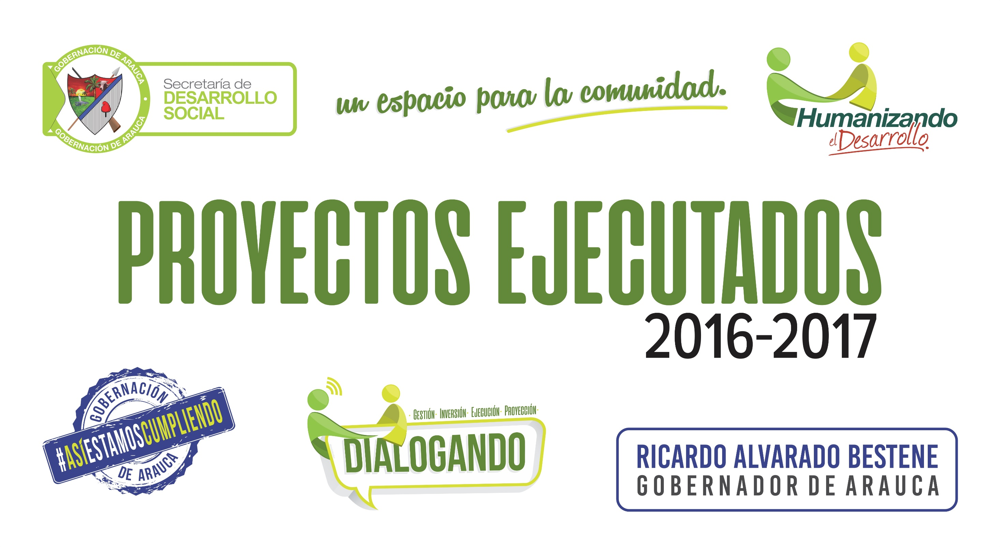 GOBERNACIÓN DE ARAUCA
Secretaría de
DESARROLLO
SOCIAL
GOBERNACIÓN DE ARAUCA
un espacio para la comunidad.
Humanizando
el Desarrollo.
PROYECTOS EJECUTADOS
2016-2017
GOBERNACIÓN
#ASÍESTAMOSCUMPLIENDO
DE ARAUCA
· GESTIÓN · INVERSIÓN · EJECUCIÓN · PROYECCIÓN ·
DIALOGANDO
RICARDO ALVARADO BESTENE
GOBERNADOR DE ARAUCA